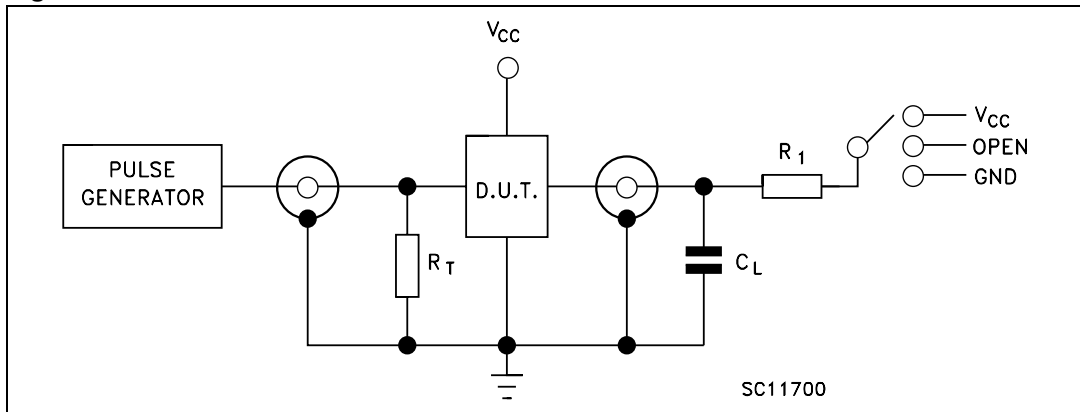 VCC
PULSE
GENERATOR
D.U.T.
RT
CL
R1
VCC
OPEN
GND
SC11700